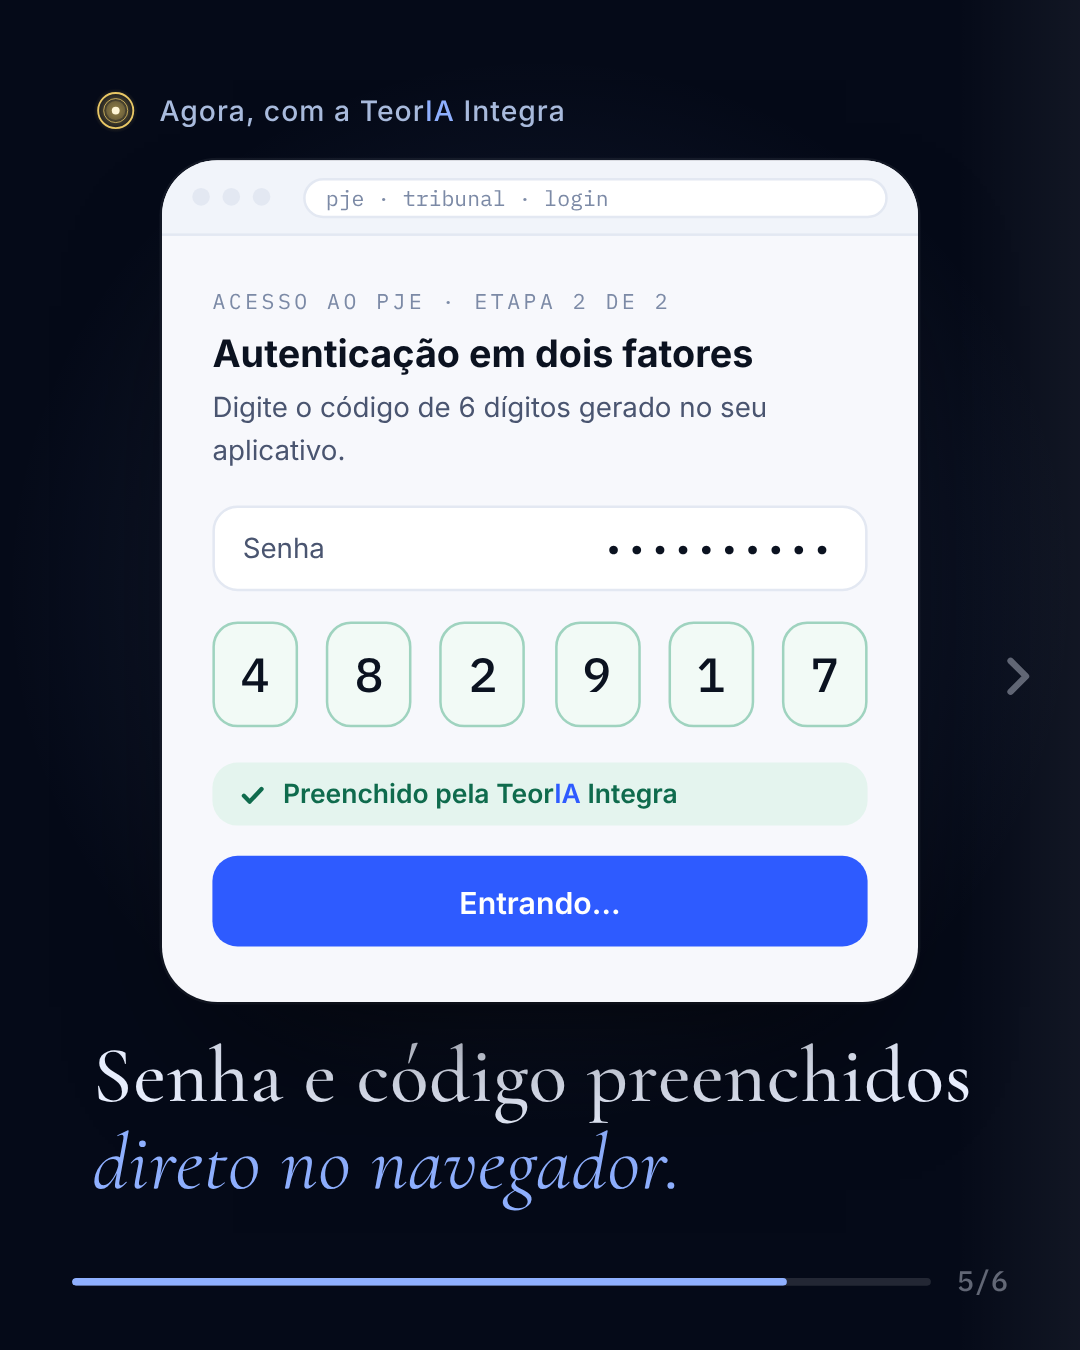 Agora, com a TeorIA Integra
pje · tribunal · login
ACESSO AO PJE · ETAPA 2 DE 2
Autenticação em dois fatores
Digite o código de 6 dígitos gerado no seu
aplicativo.
Senha ••••••••••
4 8 2 9 1 7
Preenchido pela TeorIA Integra
Entrando...
Senha e código preenchidos
direto no navegador.
5/6